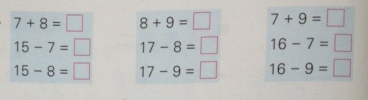 7 + 8 = □
15 − 7 = □
15 − 8 = □
8 + 9 = □
17 − 8 = □
17 − 9 = □
7 + 9 = □
16 − 7 = □
16 − 9 = □